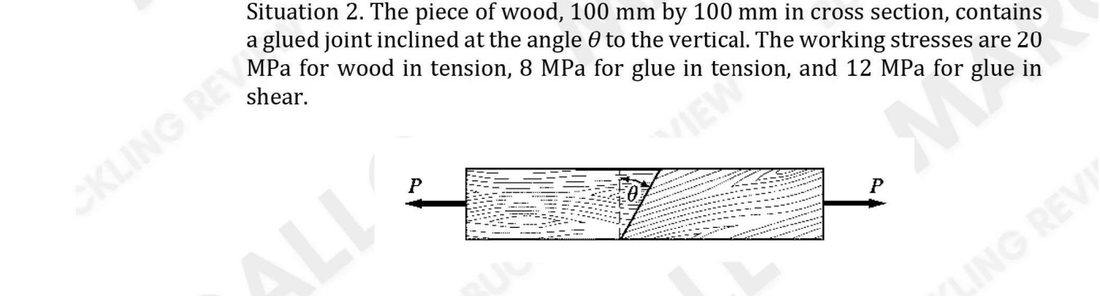 Situation 2. The piece of wood, 100 mm by 100 mm in cross section, contains
a glued joint inclined at the angle θ to the vertical. The working stresses are 20
MPa for wood in tension, 8 MPa for glue in tension, and 12 MPa for glue in
shear.
P
θ
P